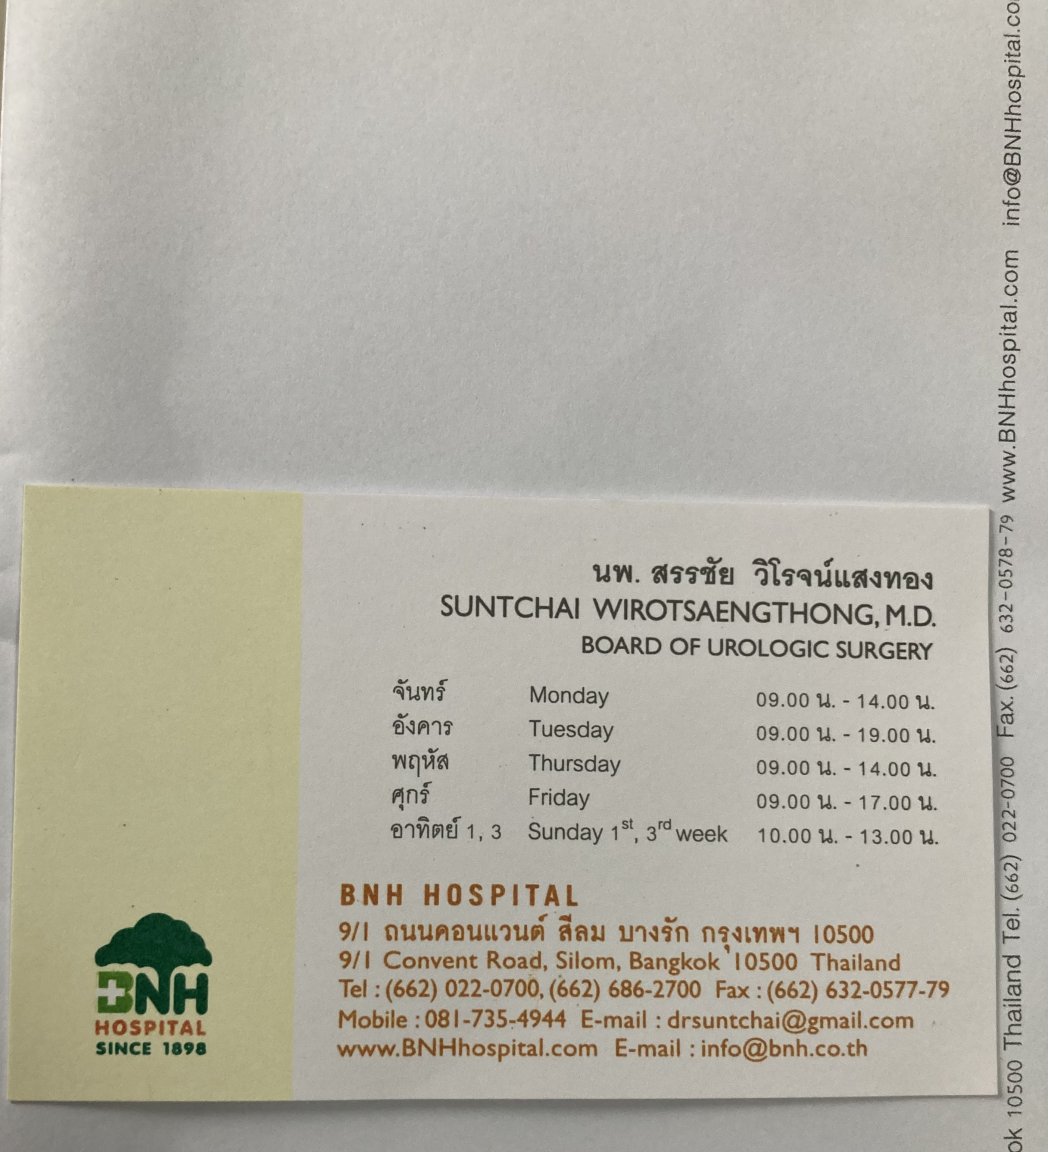 นพ. สรรชัย วิโรจน์แสงทอง
SUNTCHAI WIROTSAENGTHONG, M.D.
BOARD OF UROLOGIC SURGERY
จันทร์ Monday 09.00 น. - 14.00 น.
อังคาร Tuesday 09.00 น. - 19.00 น.
พฤหัส Thursday 09.00 น. - 14.00 น.
ศุกร์ Friday 09.00 น. - 17.00 น.
อาทิตย์ 1, 3 Sunday 1st, 3rd week 10.00 น. - 13.00 น.
BNH HOSPITAL
9/1 ถนนคอนแวนต์ สีลม บางรัก กรุงเทพฯ 10500
9/1 Convent Road, Silom, Bangkok 10500 Thailand
Tel : (662) 022-0700, (662) 686-2700 Fax : (662) 632-0577-79
Mobile : 081-735-4944 E-mail : drsuntchai@gmail.com
www.BNHhospital.com E-mail : info@bnh.co.th
BNH
HOSPITAL
SINCE 1898
ok 10500 Thailand Tel. (662) 022-0700 Fax. (662) 632-0578-79 www.BNHhospital.com info@BNHhospital.co